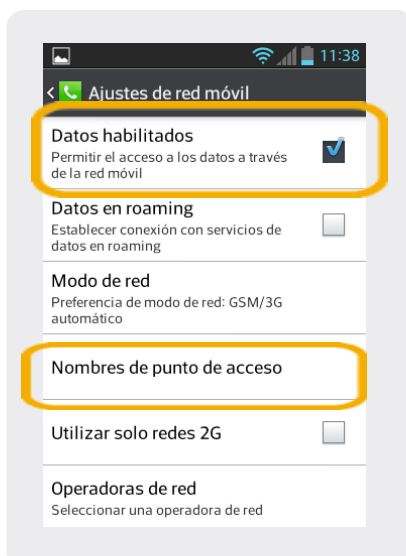 11:38
Ajustes de red móvil
Datos habilitados
Permitir el acceso a los datos a través
de la red móvil
Datos en roaming
Establecer conexión con servicios de
datos en roaming
Modo de red
Preferencia de modo de red: GSM/3G
automático
Nombres de punto de acceso
Utilizar solo redes 2G
Operadoras de red
Seleccionar una operadora de red